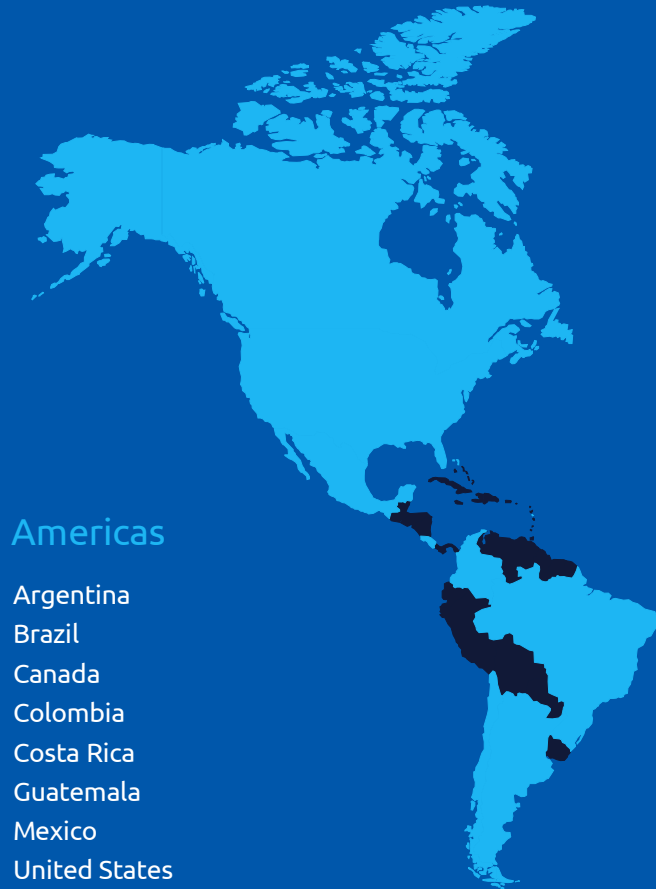 Americas
Argentina
Brazil
Canada
Colombia
Costa Rica
Guatemala
Mexico
United States